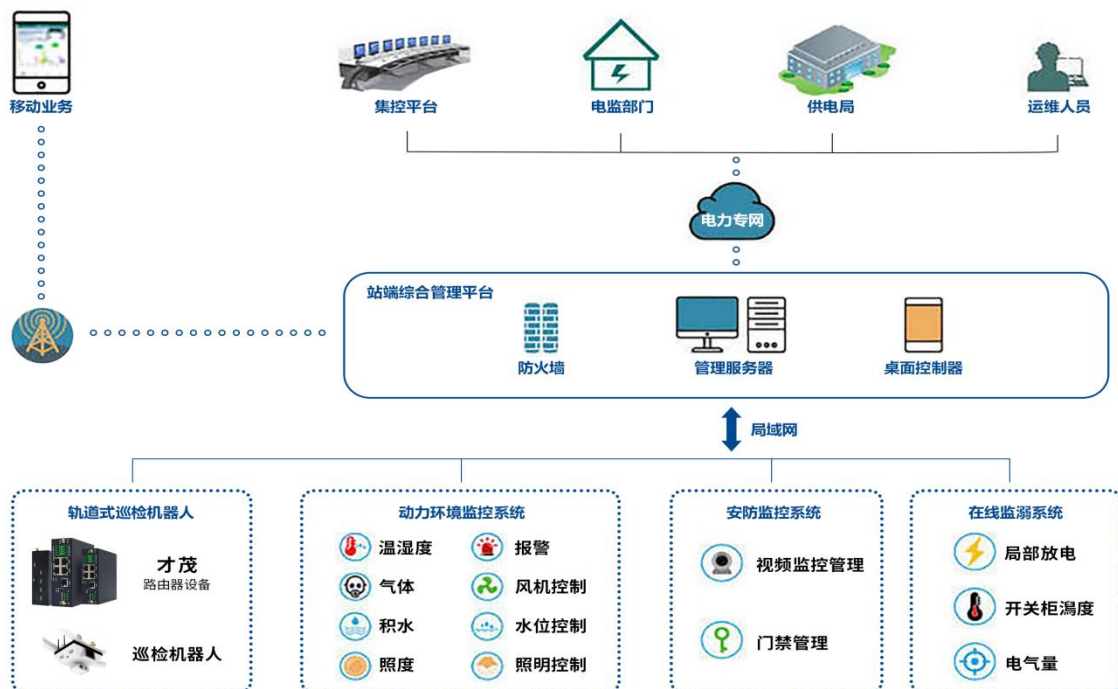 移动业务
集控平台
电监部门
供电局
运维人员
电力专网
站端综合管理平台
防火墙
管理服务器
桌面控制器
局域网
轨道式巡检机器人
才茂
路由器设备
巡检机器人
动力环境监控系统
温湿度
报警
气体
风机控制
积水
水位控制
照度
照明控制
安防监控系统
视频监控管理
门禁管理
在线监溺系统
局部放电
开关柜漏度
电气量